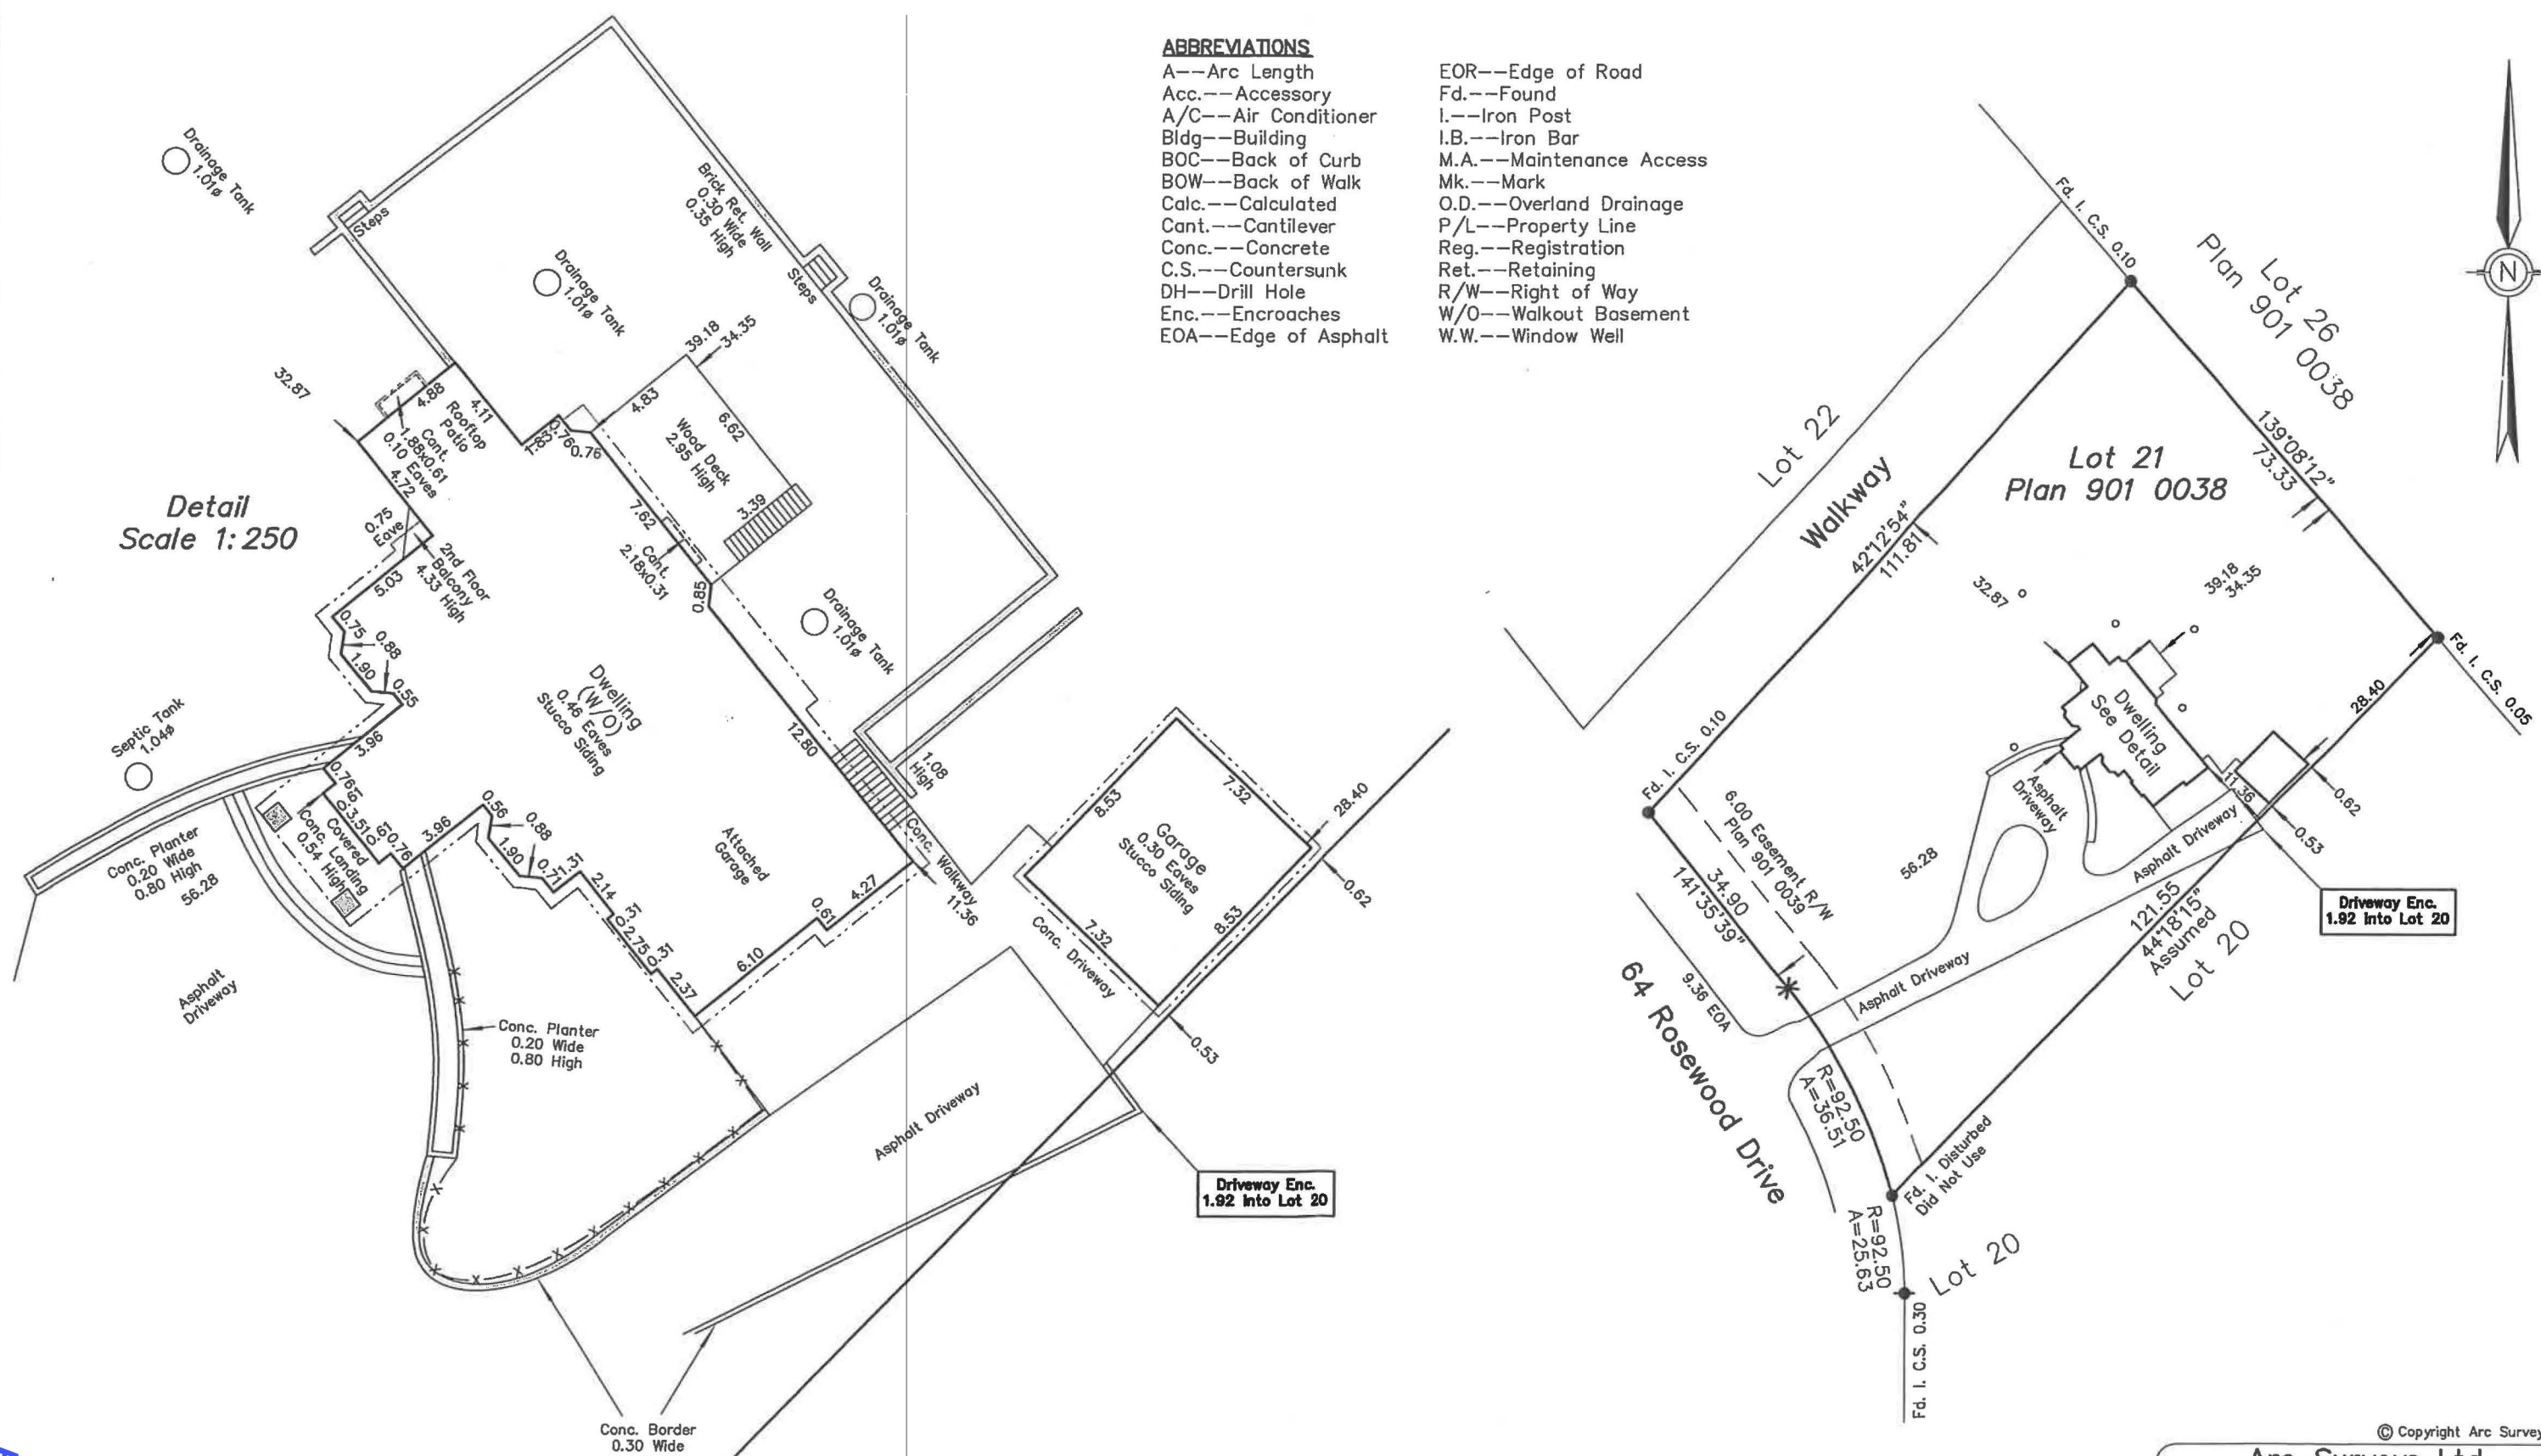 ABBREVIATIONS
A--Arc Length
Acc.--Accessory
A/C--Air Conditioner
Bldg--Building
BOC--Back of Curb
BOW--Back of Walk
Calc.--Calculated
Cant.--Cantilever
Conc.--Concrete
C.S.--Countersunk
DH--Drill Hole
Enc.--Encroaches
EOA--Edge of Asphalt
EOR--Edge of Road
Fd.--Found
I.--Iron Post
I.B.--Iron Bar
M.A.--Maintenance Access
Mk.--Mark
O.D.--Overland Drainage
P/L--Property Line
Reg.--Registration
Ret.--Retaining
R/W--Right of Way
W/O--Walkout Basement
W.W.--Window Well
Detail
Scale 1:250
Drainage Tank
1.01ø
Steps
Brick Ret. Wall
0.30 Wide
0.35 High
Steps
Drainage Tank
1.01ø
Drainage Tank
1.01ø
39.18
34.35
32.87
4.88
4.11
Rooftop
Patio
Cant.
1.88x0.61
0.10 Eaves
4.72
1.83
0.76
0.76
4.83
6.62
Wood Deck
2.95 High
3.39
7.62
Cant.
2.18x0.31
0.85
0.75
Eave
2nd Floor
Balcony
4.33 High
5.03
0.75
0.88
1.90
0.55
Drainage Tank
1.01ø
Dwelling
(W/O)
0.46 Eaves
Stucco Siding
12.80
Septic Tank
1.04ø
3.96
0.76
0.61
3.51
0.61
0.76
Covered
Conc. Landing
0.54 High
Conc. Planter
0.20 Wide
0.80 High
56.28
3.96
0.56
0.88
1.90
0.71
1.31
2.14
0.31
2.75
0.31
2.37
Attached
Garage
0.61
4.27
6.10
1.08
High
Conc. Walkway
11.36
8.53
7.32
Garage
0.30 Eaves
Stucco Siding
7.32
8.53
28.40
0.62
0.53
Conc. Driveway
Asphalt
Driveway
Conc. Planter
0.20 Wide
0.80 High
Asphalt Driveway
Driveway Enc.
1.92 Into Lot 20
Conc. Border
0.30 Wide
N
Fd. I. C.S. 0.10
Lot 26
Plan 901 0038
139°08'12"
73.33
Lot 22
Walkway
Lot 21
Plan 901 0038
42°12'54"
111.81
32.87
39.18
34.35
Fd. I. C.S. 0.05
28.40
Dwelling
See Detail
11.36
0.62
0.53
Fd. I. C.S. 0.10
6.00 Easement R/W
Plan 901 0039
34.90
141°35'39"
56.28
Asphalt
Driveway
Asphalt Driveway
Driveway Enc.
1.92 Into Lot 20
121.55
44°18'15"
Assumed
Lot 20
Asphalt Driveway
9.36 EOA
64 Rosewood Drive
R=92.50
A=36.51
Fd. I. Disturbed
Did Not Use
R=92.50
A=25.63
Lot 20
Fd. I. C.S. 0.30
© Copyright Arc Survey